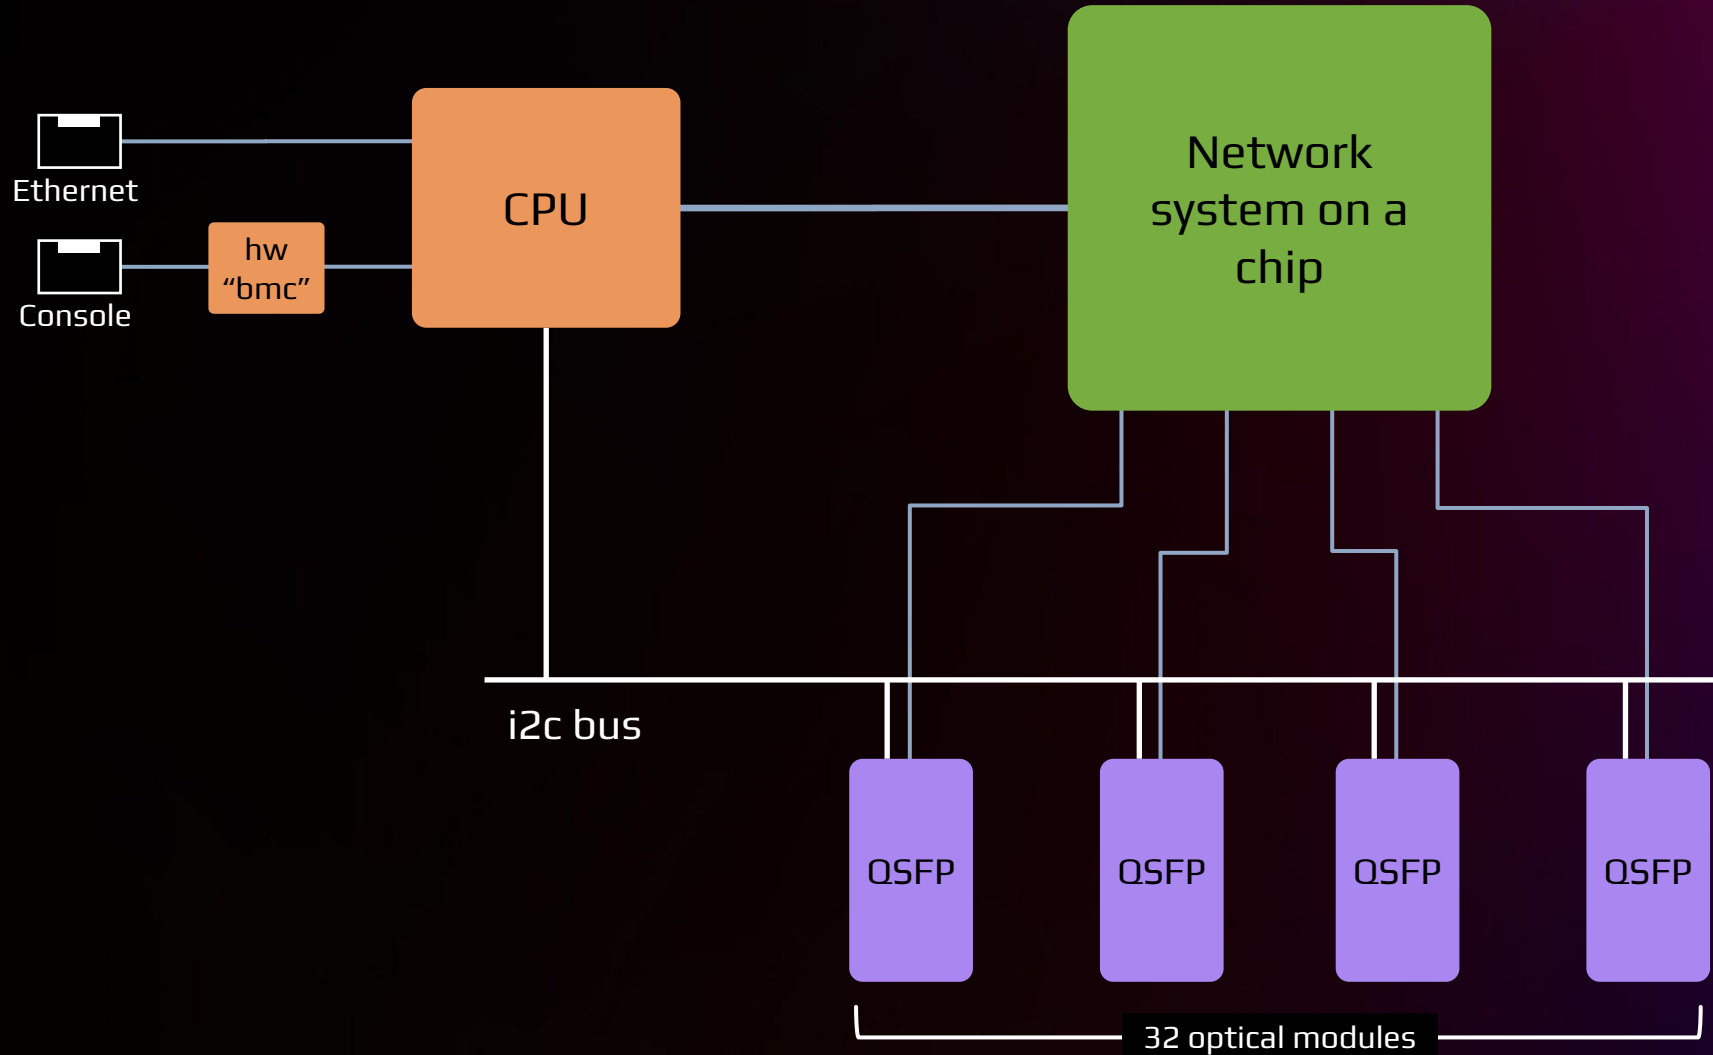 Ethernet
Console
hw
“bmc”
CPU
Network
system on a
chip
i2c bus
QSFP
QSFP
QSFP
QSFP
32 optical modules